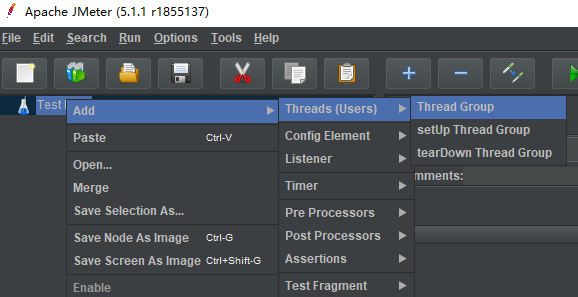 Apache JMeter (5.1.1 r1855137)
File Edit Search Run Options Tools Help
Test
Add
Paste Ctrl-V
Open...
Merge
Save Selection As...
Save Node As Image Ctrl-G
Save Screen As Image Ctrl+Shift-G
Enable
Threads (Users)
Config Element
Listener
Timer
Pre Processors
Post Processors
Assertions
Test Fragment
Thread Group
setUp Thread Group
tearDown Thread Group
mments: